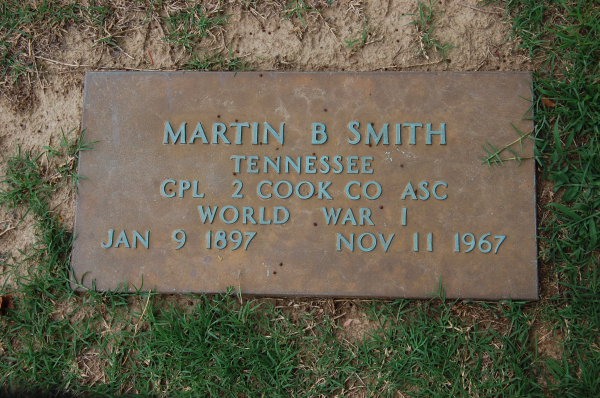 MARTIN B SMITH
TENNESSEE
CPL 2 COOK CO ASC
WORLD WAR I
JAN 9 1897 NOV 11 1967